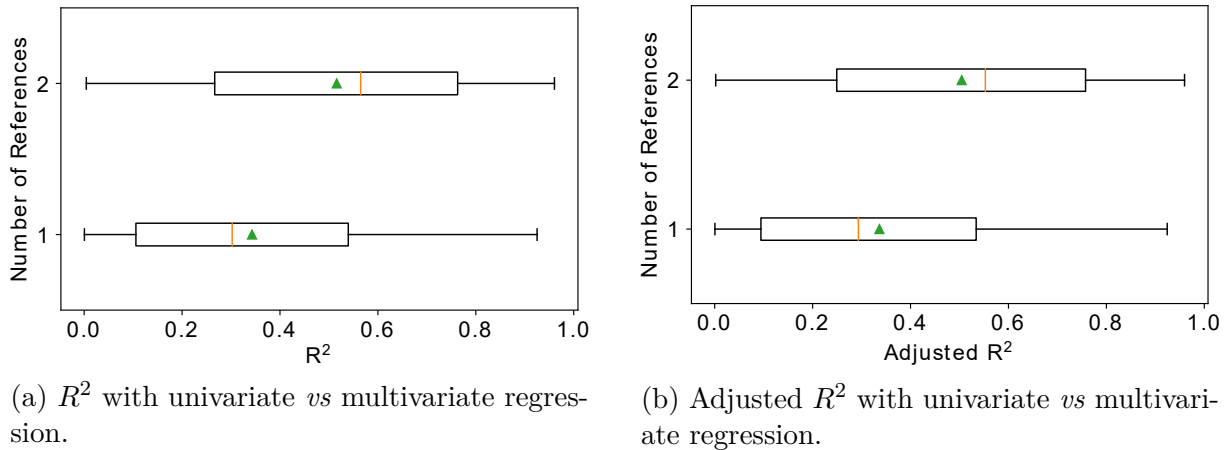 Number of References
2
1
0.0 0.2 0.4 0.6 0.8 1.0
R²
(a) R² with univariate vs multivariate regres-
sion.
Number of References
2
1
0.0 0.2 0.4 0.6 0.8 1.0
Adjusted R²
(b) Adjusted R² with univariate vs multivari-
ate regression.